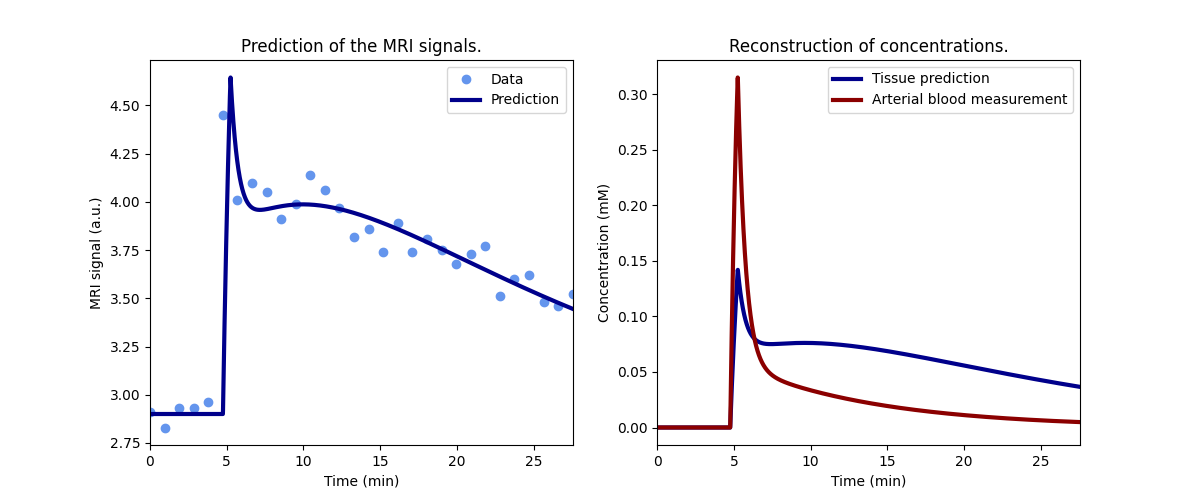 Prediction of the MRI signals.
Data
Prediction
MRI signal (a.u.)
4.50
4.25
4.00
3.75
3.50
3.25
3.00
2.75
0
5
10
15
20
25
Time (min)
Reconstruction of concentrations.
Tissue prediction
Arterial blood measurement
Concentration (mM)
0.30
0.25
0.20
0.15
0.10
0.05
0.00
0
5
10
15
20
25
Time (min)